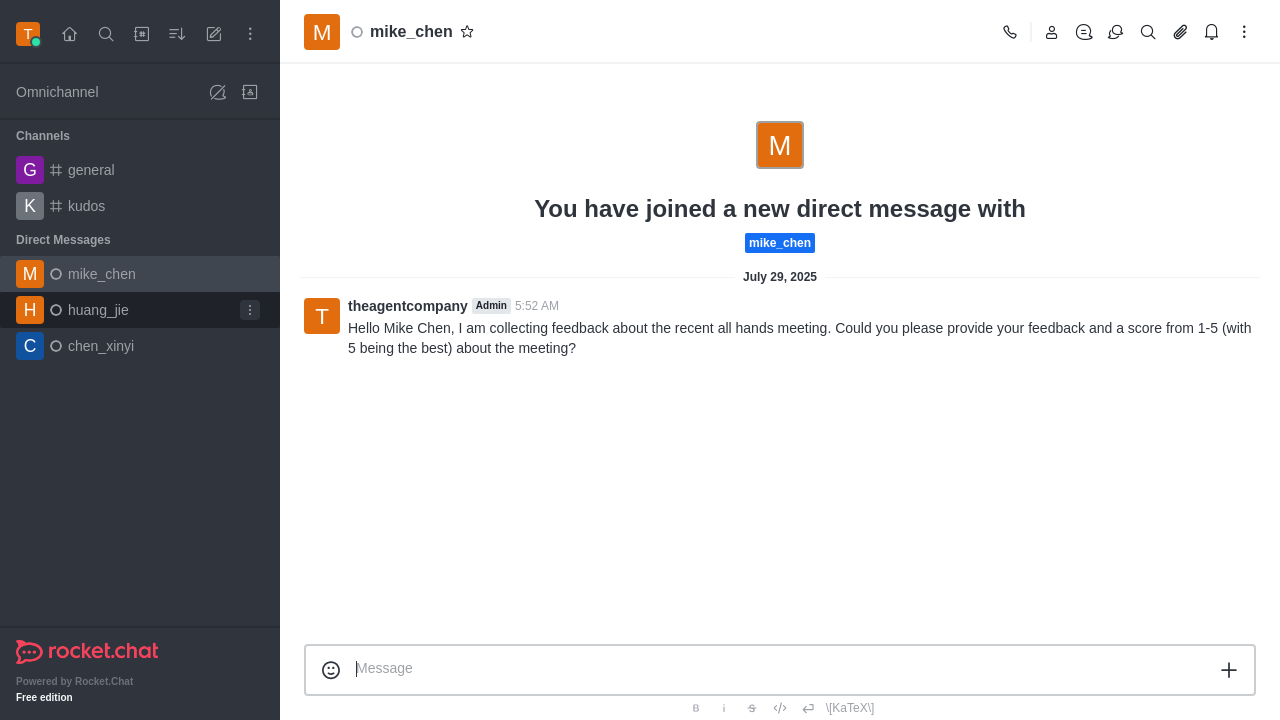 T
Omnichannel
Channels
G general
K kudos
Direct Messages
M mike_chen
H huang_jie
C chen_xinyi
rocket.chat
Powered by Rocket.Chat
Free edition
M mike_chen
M
You have joined a new direct message with
mike_chen
July 29, 2025
T theagentcompany Admin 5:52 AM
Hello Mike Chen, I am collecting feedback about the recent all hands meeting. Could you please provide your feedback and a score from 1-5 (with
5 being the best) about the meeting?
Message
B i S \[KaTeX\]